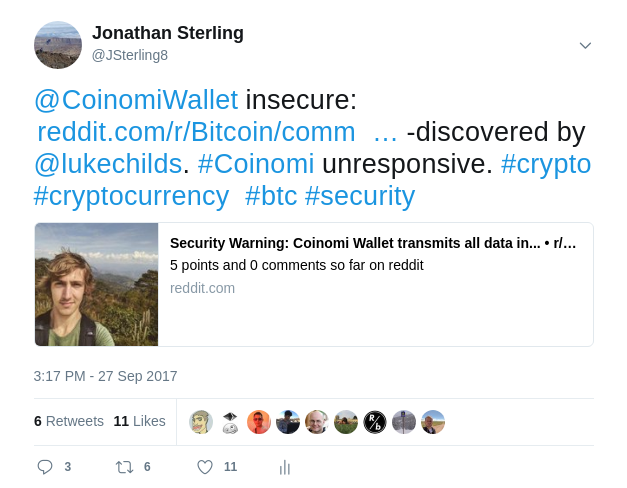 Jonathan Sterling
@JSterling8
@CoinomiWallet insecure:
reddit.com/r/Bitcoin/comm … -discovered by
@lukechilds. #Coinomi unresponsive. #crypto
#cryptocurrency #btc #security
Security Warning: Coinomi Wallet transmits all data in... • r/…
5 points and 0 comments so far on reddit
reddit.com
3:17 PM - 27 Sep 2017
6 Retweets 11 Likes
R/b
3 6 11